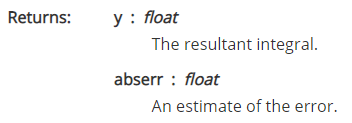 Returns: y : float
The resultant integral.
abserr : float
An estimate of the error.